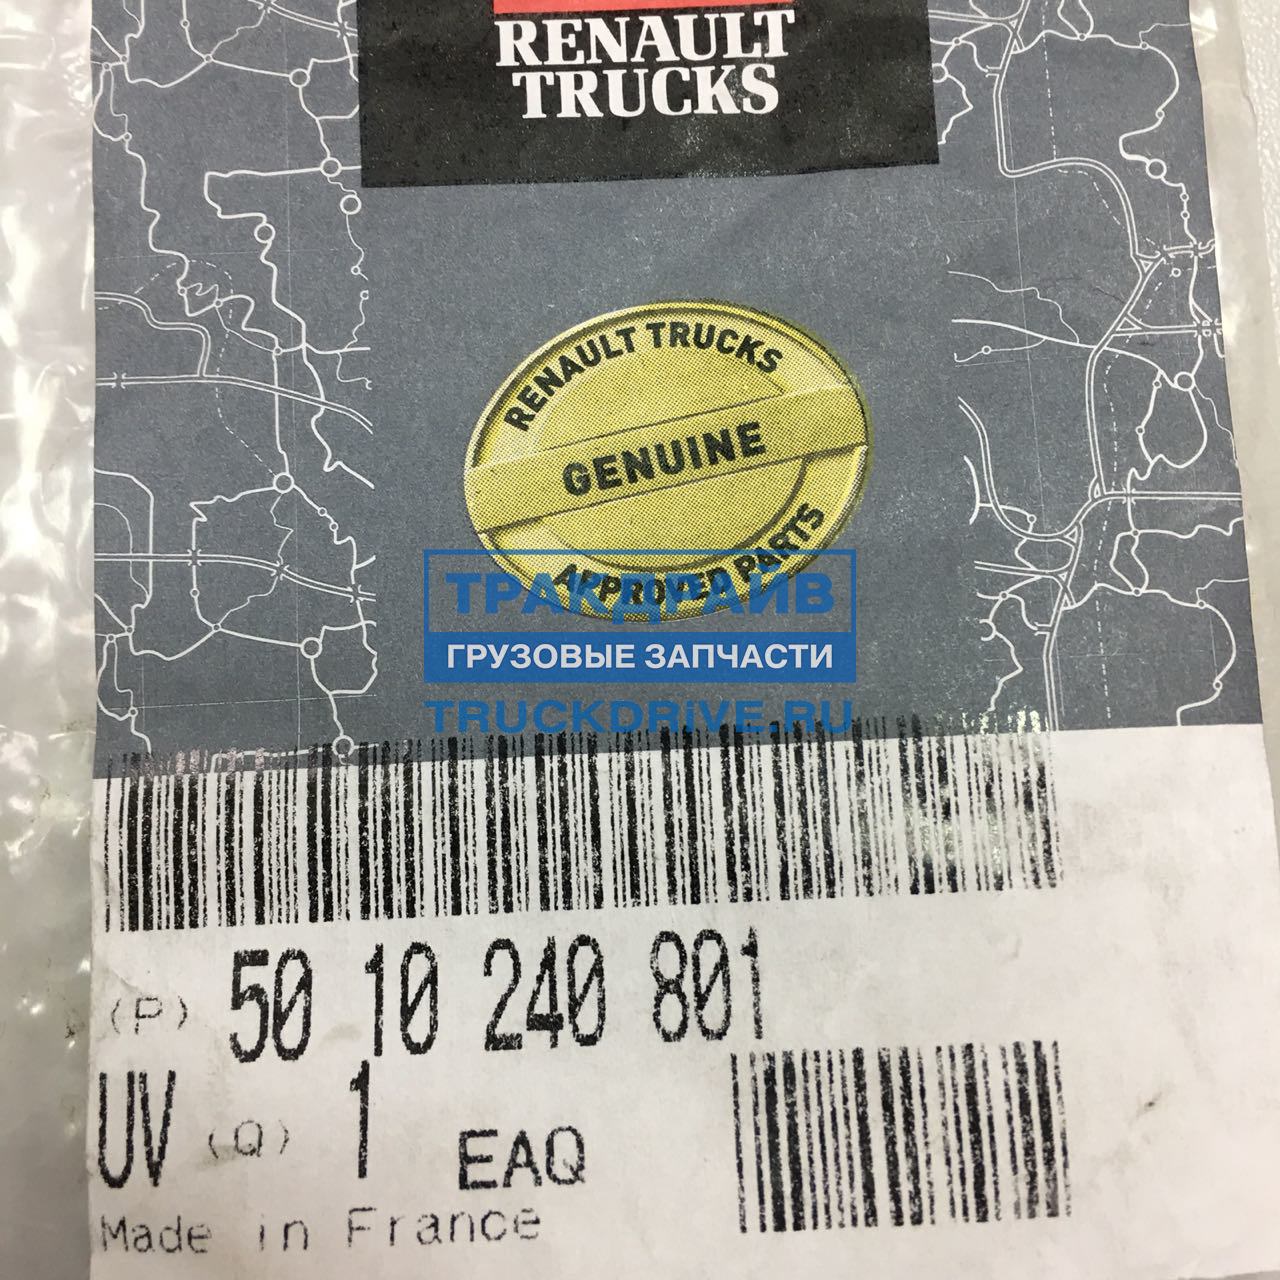 RENAULT
TRUCKS
RENAULT TRUCKS
GENUINE
APPROVED PARTS
ТРАКДРАЙВ
ГРУЗОВЫЕ ЗАПЧАСТИ
TRUCKDRiVE.RU
(P) 50 10 240 801
UV (Q) 1 EAQ
Made in France